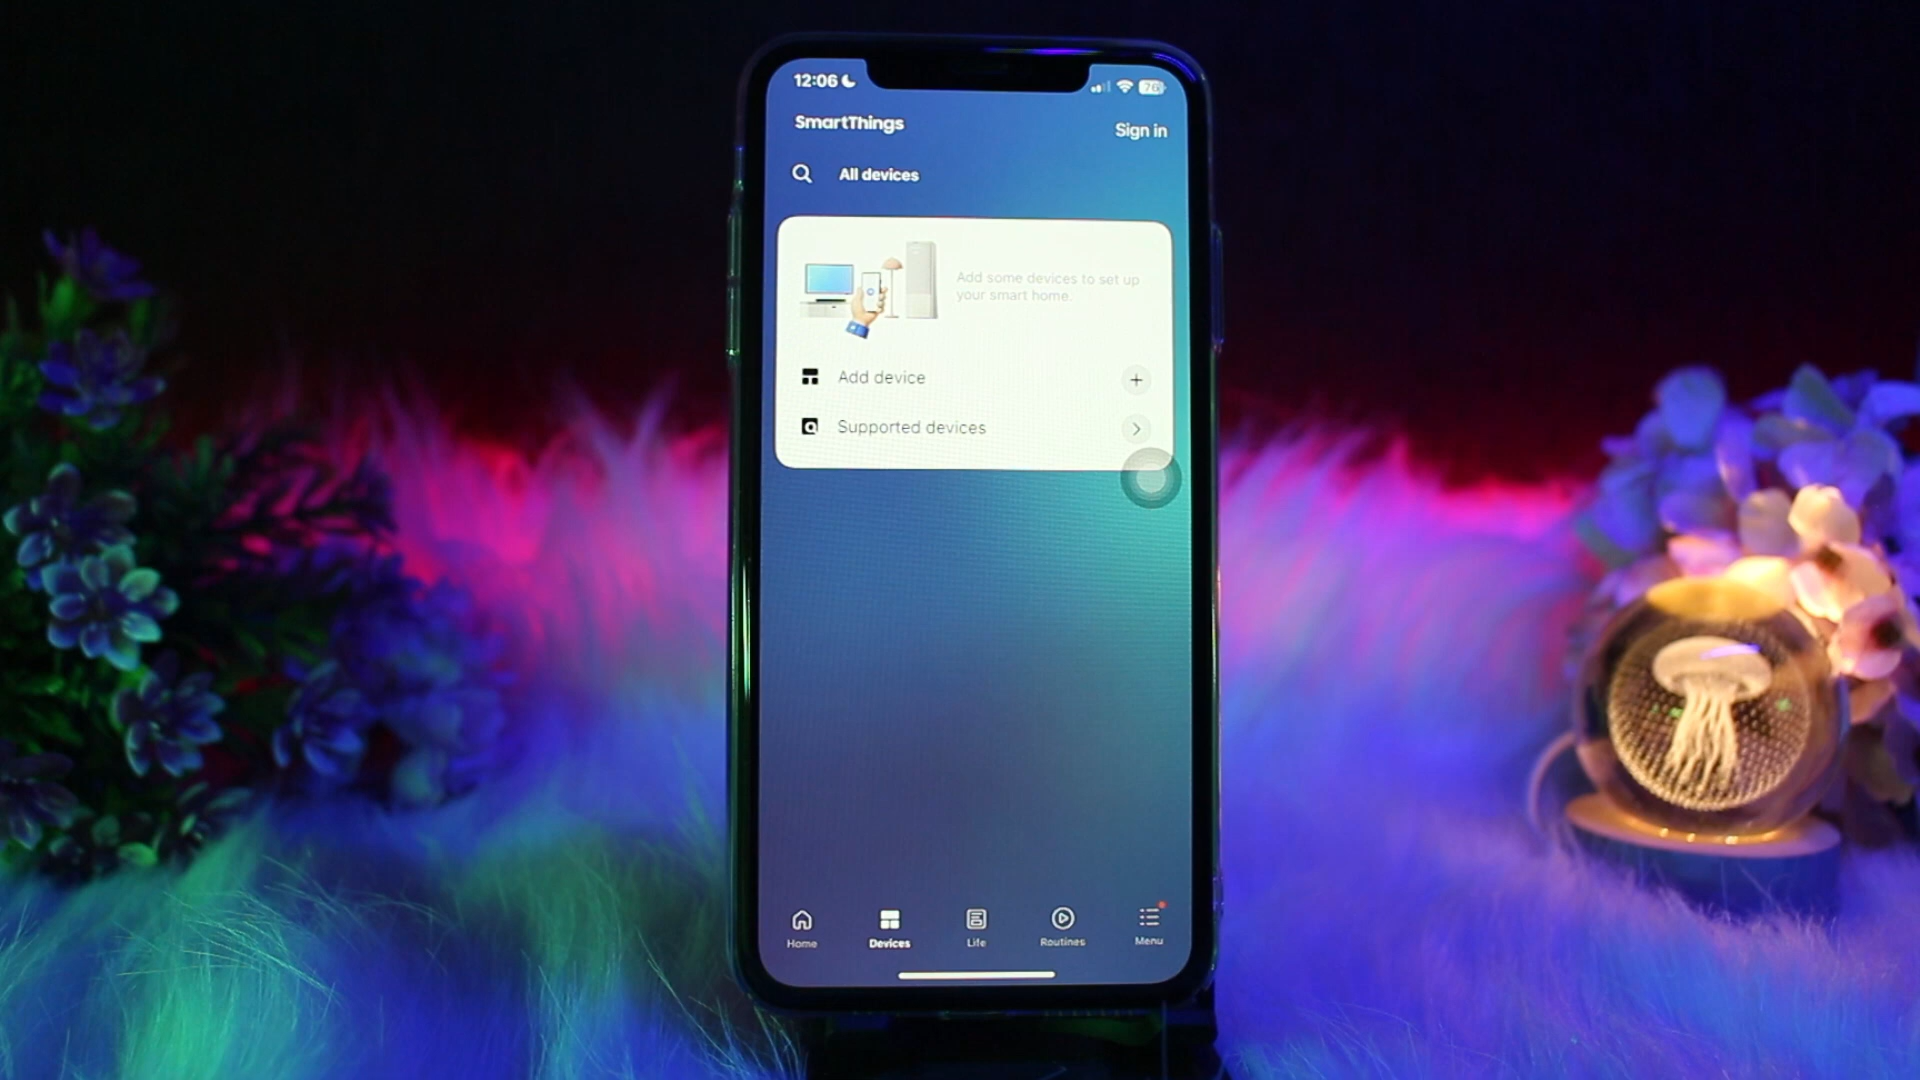 12:06
76
SmartThings
Sign in
All devices
Add some devices to set up
your smart home.
Add device
Supported devices
Home
Devices
Life
Routines
Menu